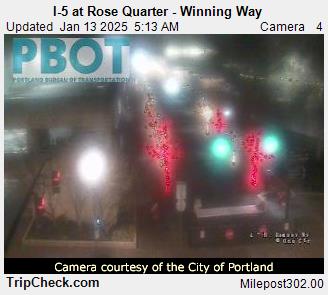 I-5 at Rose Quarter - Winning Way
Updated Jan 13 2025 5:13 AM Camera 4
PBOT
PORTLAND BUREAU OF TRANSPORTATION
Camera courtesy of the City of Portland
TripCheck.com Milepost302.00